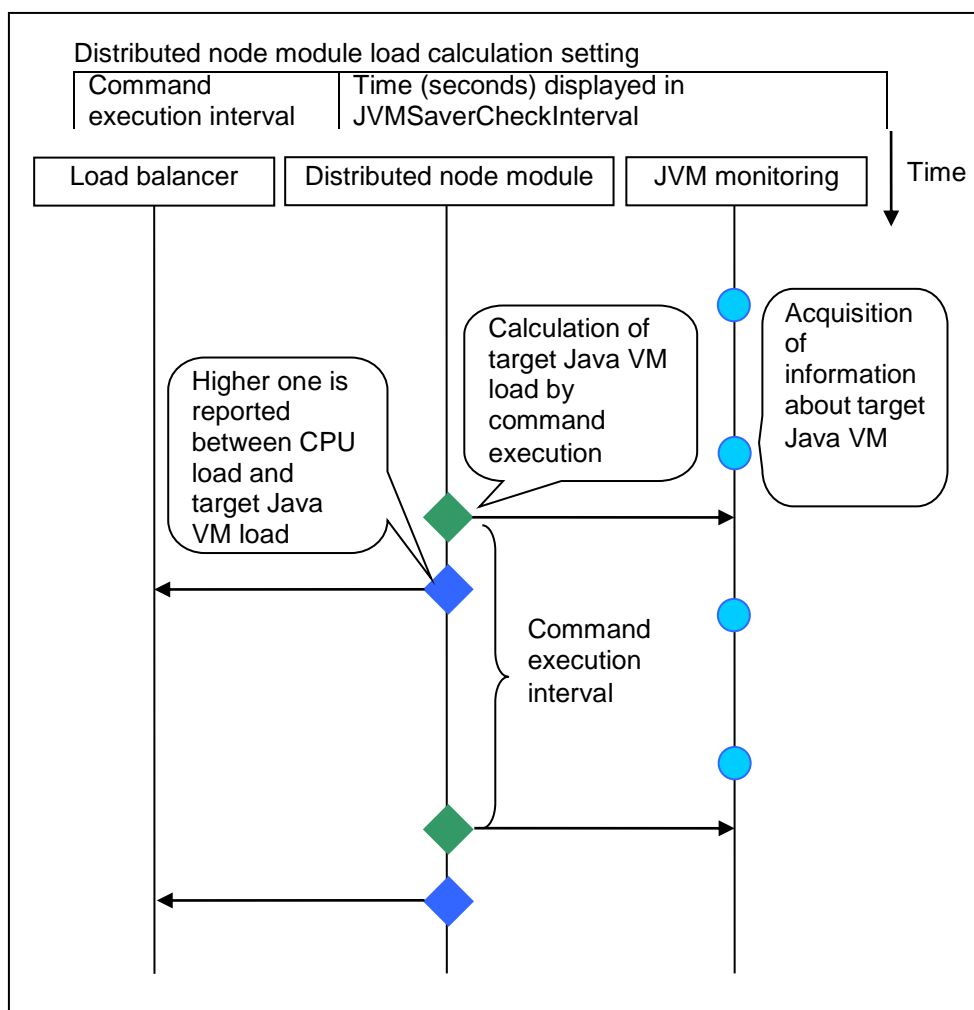 Distributed node module load calculation setting
Command
execution interval
Time (seconds) displayed in
JVMSaverCheckInterval
Load balancer
Distributed node module
JVM monitoring
Time
Calculation of
target Java VM
load by
command
execution
Acquisition
of
information
about target
Java VM
Higher one is
reported
between CPU
load and
target Java
VM load
Command
execution
interval